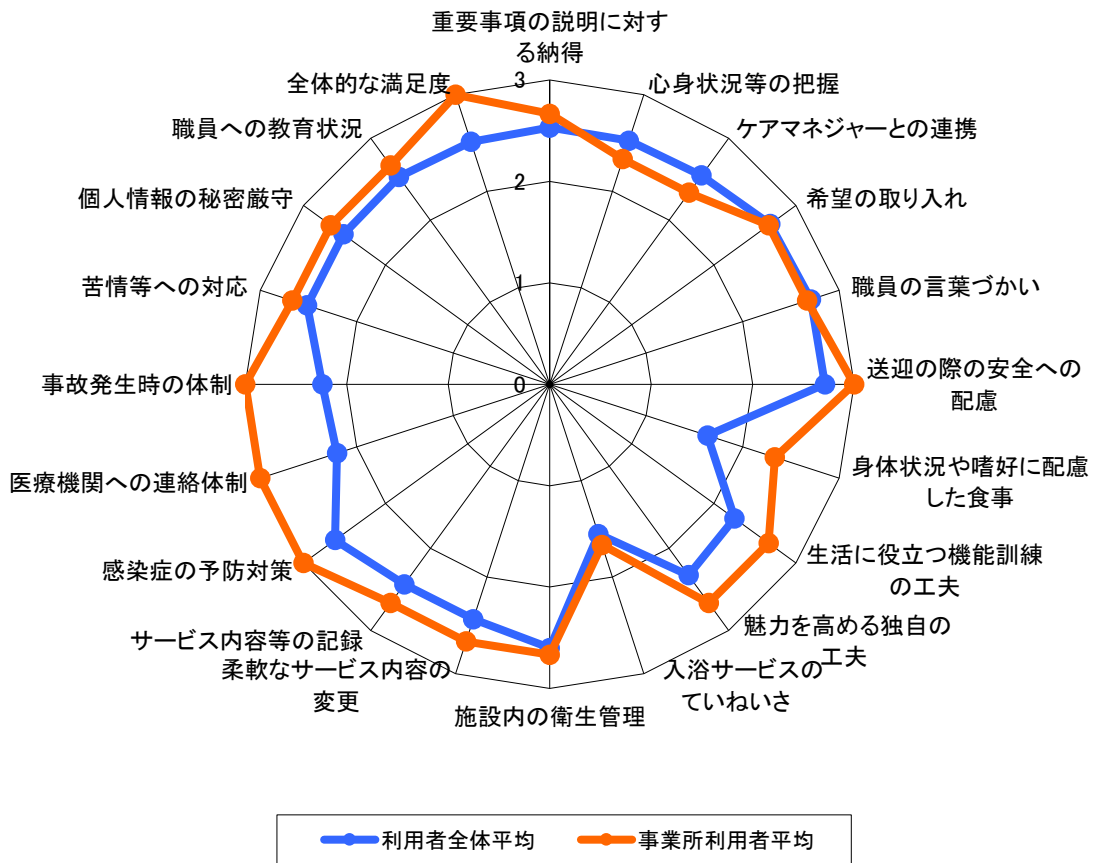 重要事項の説明に対す
る納得
心身状況等の把握
ケアマネジャーとの連携
希望の取り入れ
職員の言葉づかい
送迎の際の安全への
配慮
身体状況や嗜好に配慮
した食事
生活に役立つ機能訓練
の工夫
魅力を高める独自の
工夫
入浴サービスの
ていねいさ
施設内の衛生管理
柔軟なサービス内容の
変更
サービス内容等の記録
感染症の予防対策
医療機関への連絡体制
事故発生時の体制
苦情等への対応
個人情報の秘密厳守
職員への教育状況
全体的な満足度
3
2
1
0
利用者全体平均
事業所利用者平均